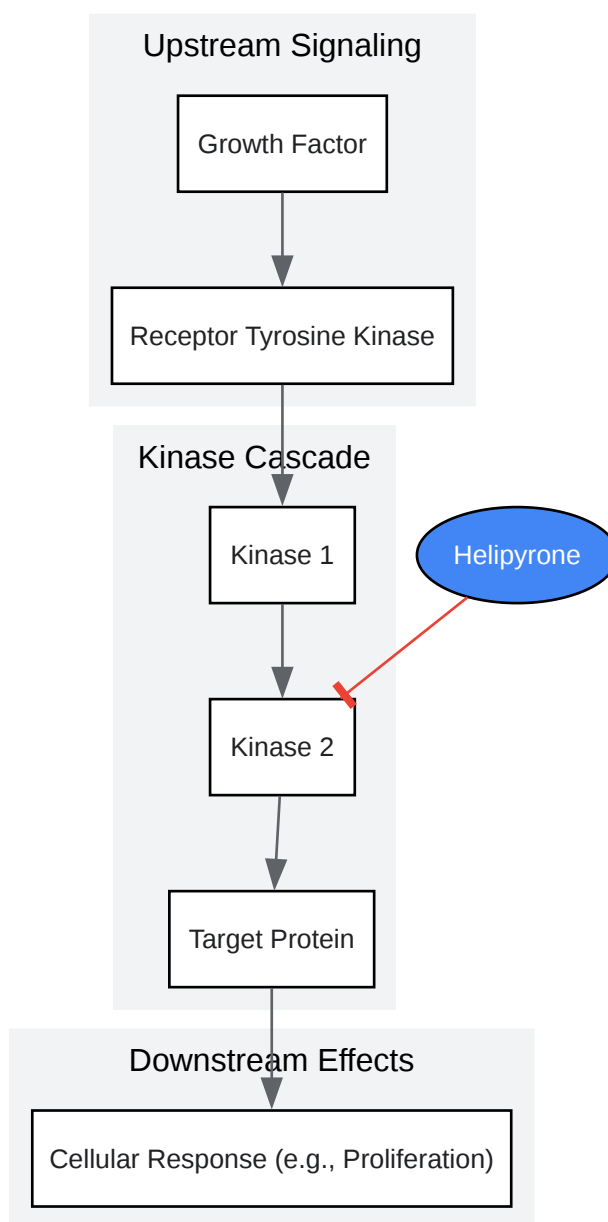 Upstream Signaling
Growth Factor
Receptor Tyrosine Kinase
Kinase Cascade
Kinase 1
Helipyrone
Kinase 2
Target Protein
Downstream Effects
Cellular Response (e.g., Proliferation)